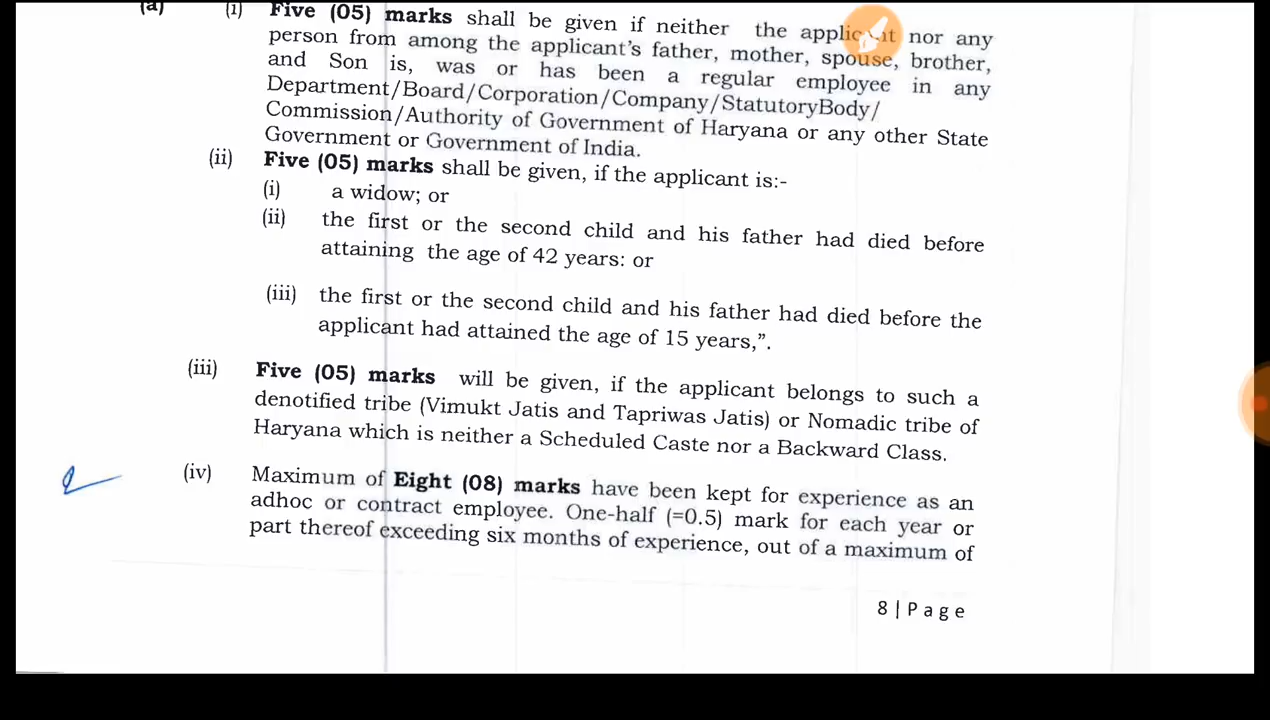 (a) (i) Five (05) marks shall be given if neither the applicant nor any
person from among the applicant's father, mother, spouse, brother,
and Son is, was or has been a regular employee in any
Department/Board/Corporation/Company/StatutoryBody/
Commission/Authority of Government of Haryana or any other State
Government or Government of India.
(ii) Five (05) marks shall be given, if the applicant is:-
(i) a widow; or
(ii) the first or the second child and his father had died before
attaining the age of 42 years: or
(iii) the first or the second child and his father had died before the
applicant had attained the age of 15 years,”.
(iii) Five (05) marks will be given, if the applicant belongs to such a
denotified tribe (Vimukt Jatis and Tapriwas Jatis) or Nomadic tribe of
Haryana which is neither a Scheduled Caste nor a Backward Class.
(iv) Maximum of Eight (08) marks have been kept for experience as an
adhoc or contract employee. One-half (=0.5) mark for each year or
part thereof exceeding six months of experience, out of a maximum of
8 | P a g e